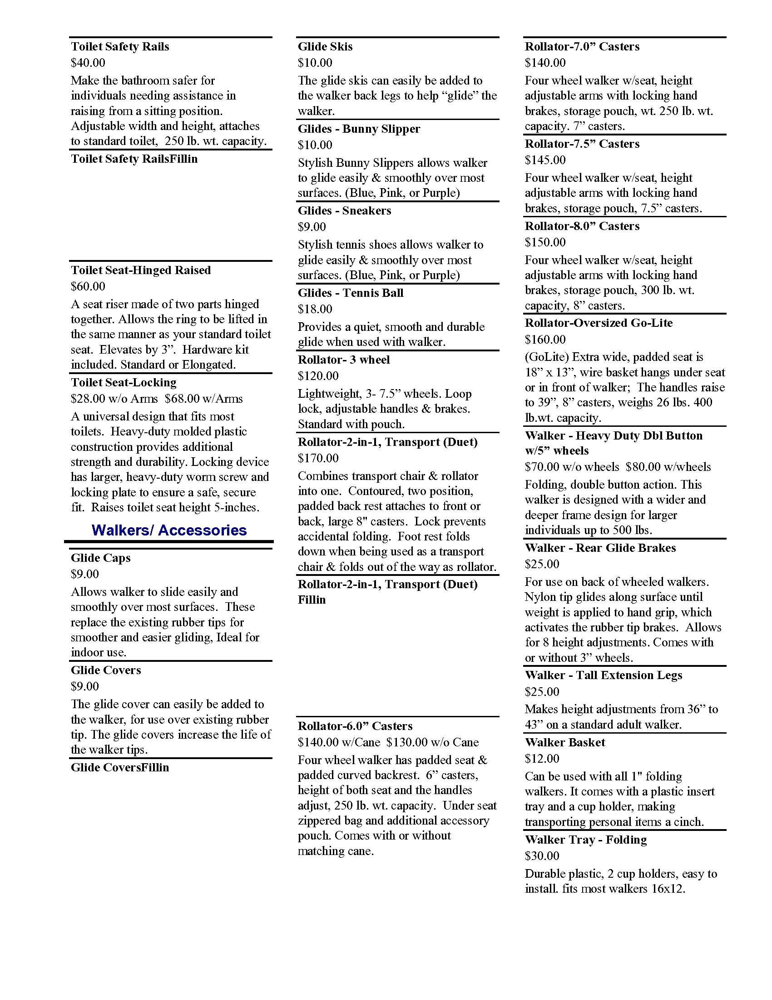 Toilet Safety Rails
$40.00
Make the bathroom safer for
individuals needing assistance in
raising from a sitting position.
Adjustable width and height, attaches
to standard toilet,  250 lb. wt. capacity.
Toilet Safety RailsFillin
Toilet Seat-Hinged Raised
$60.00
A seat riser made of two parts hinged
together. Allows the ring to be lifted in
the same manner as your standard toilet
seat.  Elevates by 3”.  Hardware kit
included. Standard or Elongated.
Toilet Seat-Locking
$28.00 w/o Arms  $68.00 w/Arms
A universal design that fits most
toilets.  Heavy-duty molded plastic
construction provides additional
strength and durability. Locking device
has larger, heavy-duty worm screw and
locking plate to ensure a safe, secure
fit.  Raises toilet seat height 5-inches.
Walkers/ Accessories
Glide Caps
$9.00
Allows walker to slide easily and
smoothly over most surfaces.  These
replace the existing rubber tips for
smoother and easier gliding, Ideal for
indoor use.
Glide Covers
$9.00
The glide cover can easily be added to
the walker, for use over existing rubber
tip. The glide covers increase the life of
the walker tips.
Glide CoversFillin
Glide Skis
$10.00
The glide skis can easily be added to
the walker back legs to help “glide” the
walker.
Glides - Bunny Slipper
$10.00
Stylish Bunny Slippers allows walker
to glide easily & smoothly over most
surfaces. (Blue, Pink, or Purple)
Glides - Sneakers
$9.00
Stylish tennis shoes allows walker to
glide easily & smoothly over most
surfaces. (Blue, Pink, or Purple)
Glides - Tennis Ball
$18.00
Provides a quiet, smooth and durable
glide when used with walker.
Rollator- 3 wheel
$120.00
Lightweight, 3- 7.5” wheels. Loop
lock, adjustable handles & brakes.
Standard with pouch.
Rollator-2-in-1, Transport (Duet)
$170.00
Combines transport chair & rollator
into one.  Contoured, two position,
padded back rest attaches to front or
back, large 8" casters.  Lock prevents
accidental folding.  Foot rest folds
down when being used as a transport
chair & folds out of the way as rollator.
Rollator-2-in-1, Transport (Duet)
Fillin
Rollator-6.0” Casters
$140.00 w/Cane  $130.00 w/o Cane
Four wheel walker has padded seat &
padded curved backrest.  6” casters,
height of both seat and the handles
adjust, 250 lb. wt. capacity.  Under seat
zippered bag and additional accessory
pouch. Comes with or without
matching cane.
Rollator-7.0” Casters
$140.00
Four wheel walker w/seat, height
adjustable arms with locking hand
brakes, storage pouch, wt. 250 lb. wt.
capacity. 7” casters.
Rollator-7.5” Casters
$145.00
Four wheel walker w/seat, height
adjustable arms with locking hand
brakes, storage pouch, 7.5” casters.
Rollator-8.0” Casters
$150.00
Four wheel walker w/seat, height
adjustable arms with locking hand
brakes, storage pouch, 300 lb. wt.
capacity, 8” casters.
Rollator-Oversized Go-Lite
$160.00
(GoLite) Extra wide, padded seat is
18” x 13”, wire basket hangs under seat
or in front of walker;  The handles raise
to 39”, 8” casters, weighs 26 lbs. 400
lb.wt. capacity.
Walker - Heavy Duty Dbl Button
w/5” wheels
$70.00 w/o wheels  $80.00 w/wheels
Folding, double button action. This
walker is designed with a wider and
deeper frame design for larger
individuals up to 500 lbs.
Walker - Rear Glide Brakes
$25.00
For use on back of wheeled walkers.
Nylon tip glides along surface until
weight is applied to hand grip, which
activates the rubber tip brakes.  Allows
for 8 height adjustments. Comes with
or without 3” wheels.
Walker - Tall Extension Legs
$25.00
Makes height adjustments from 36” to
43” on a standard adult walker.
Walker Basket
$12.00
Can be used with all 1" folding
walkers. It comes with a plastic insert
tray and a cup holder, making
transporting personal items a cinch.
Walker Tray - Folding
$30.00
Durable plastic, 2 cup holders, easy to
install. fits most walkers 16x12.